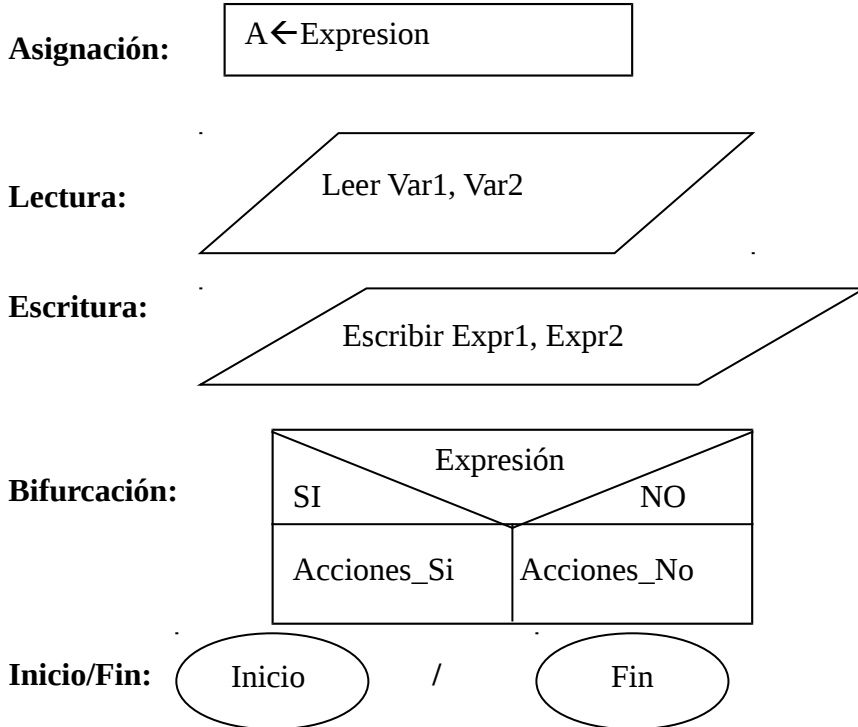 Asignación: A←Expresion
Lectura: Leer Var1, Var2
Escritura: Escribir Expr1, Expr2
Expresión
Bifurcación: SI NO
Acciones_Si Acciones_No
Inicio/Fin: Inicio / Fin